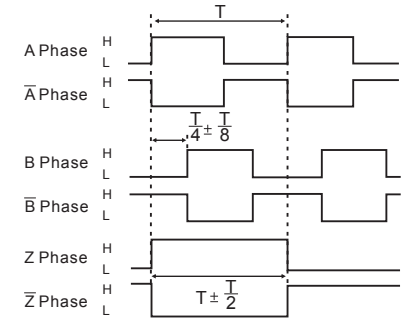 T
A Phase H
L
A̅ Phase H
L
T/4 ± T/8
B Phase H
L
B̅ Phase H
L
Z Phase H
L
Z̅ Phase H
L
T ± T/2